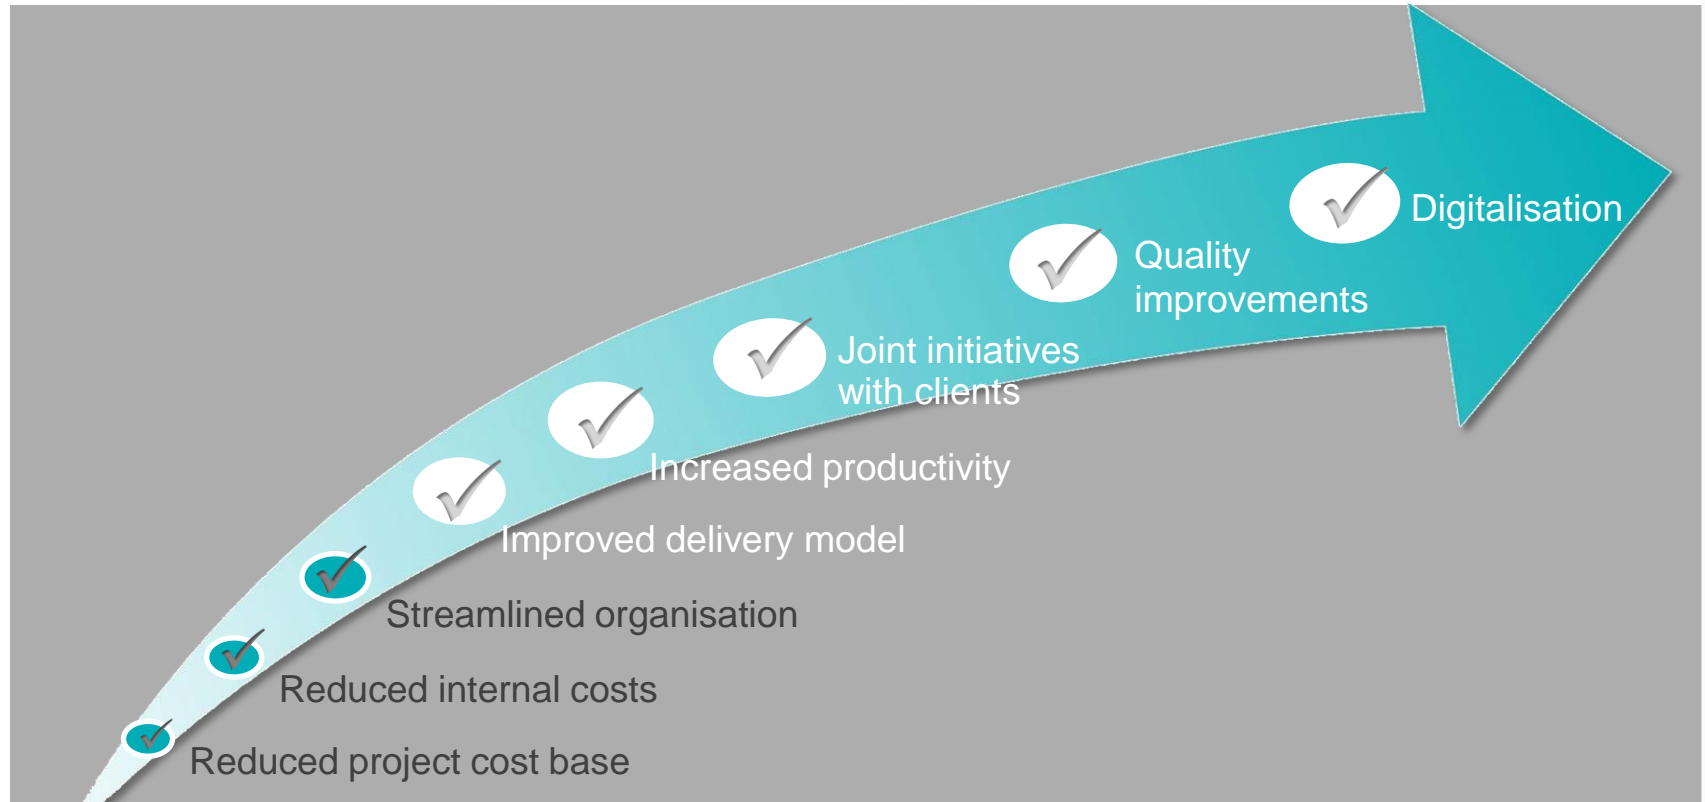 Digitalisation
Quality
improvements
Joint initiatives
with clients
Increased productivity
Improved delivery model
Streamlined organisation
Reduced internal costs
Reduced project cost base